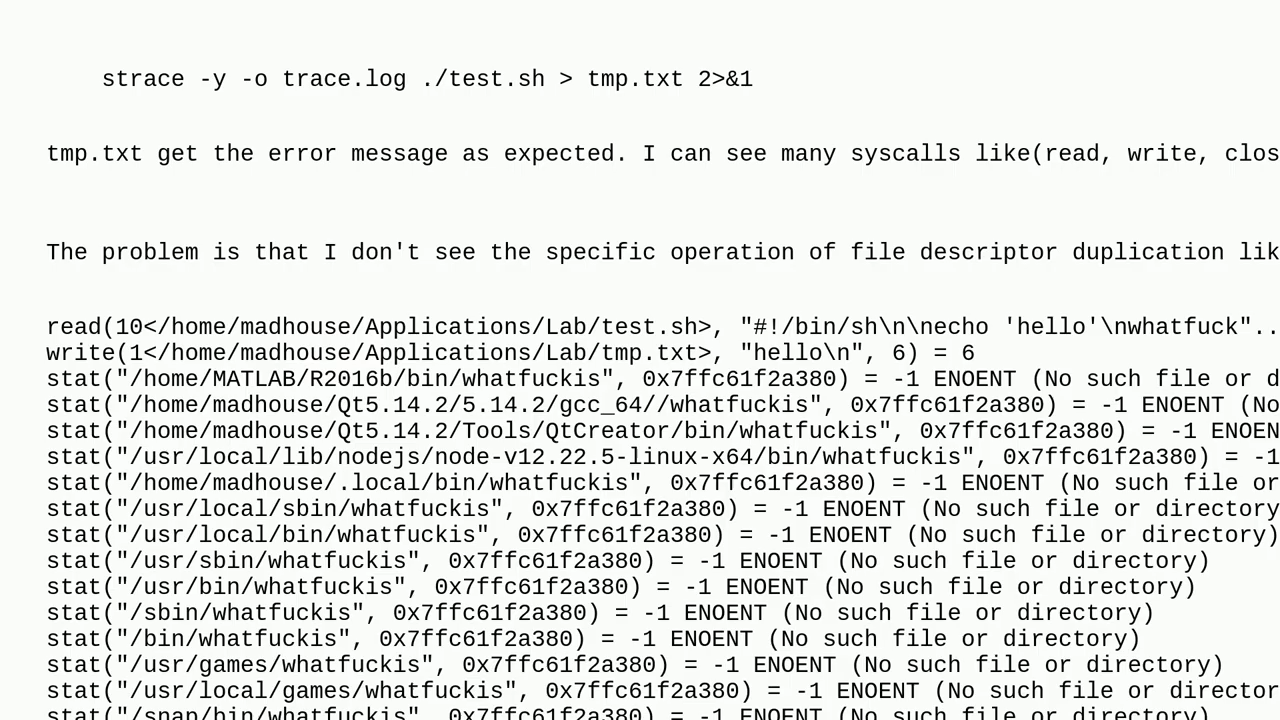 strace -y -o trace.log ./test.sh > tmp.txt 2>&1
tmp.txt get the error message as expected. I can see many syscalls like(read, write, clos
The problem is that I don't see the specific operation of file descriptor duplication lik
read(10</home/madhouse/Applications/Lab/test.sh>, "#!/bin/sh\n\necho 'hello'\nwhatfuck"..
write(1</home/madhouse/Applications/Lab/tmp.txt>, "hello\n", 6) = 6
stat("/home/MATLAB/R2016b/bin/whatfuckis", 0x7ffc61f2a380) = -1 ENOENT (No such file or d
stat("/home/madhouse/Qt5.14.2/5.14.2/gcc_64//whatfuckis", 0x7ffc61f2a380) = -1 ENOENT (No
stat("/home/madhouse/Qt5.14.2/Tools/QtCreator/bin/whatfuckis", 0x7ffc61f2a380) = -1 ENOEN
stat("/usr/local/lib/nodejs/node-v12.22.5-linux-x64/bin/whatfuckis", 0x7ffc61f2a380) = -1
stat("/home/madhouse/.local/bin/whatfuckis", 0x7ffc61f2a380) = -1 ENOENT (No such file or
stat("/usr/local/sbin/whatfuckis", 0x7ffc61f2a380) = -1 ENOENT (No such file or directory
stat("/usr/local/bin/whatfuckis", 0x7ffc61f2a380) = -1 ENOENT (No such file or directory)
stat("/usr/sbin/whatfuckis", 0x7ffc61f2a380) = -1 ENOENT (No such file or directory)
stat("/usr/bin/whatfuckis", 0x7ffc61f2a380) = -1 ENOENT (No such file or directory)
stat("/sbin/whatfuckis", 0x7ffc61f2a380) = -1 ENOENT (No such file or directory)
stat("/bin/whatfuckis", 0x7ffc61f2a380) = -1 ENOENT (No such file or directory)
stat("/usr/games/whatfuckis", 0x7ffc61f2a380) = -1 ENOENT (No such file or directory)
stat("/usr/local/games/whatfuckis", 0x7ffc61f2a380) = -1 ENOENT (No such file or director
stat("/snap/bin/whatfuckis", 0x7ffc61f2a380) = -1 ENOENT (No such file or directory)